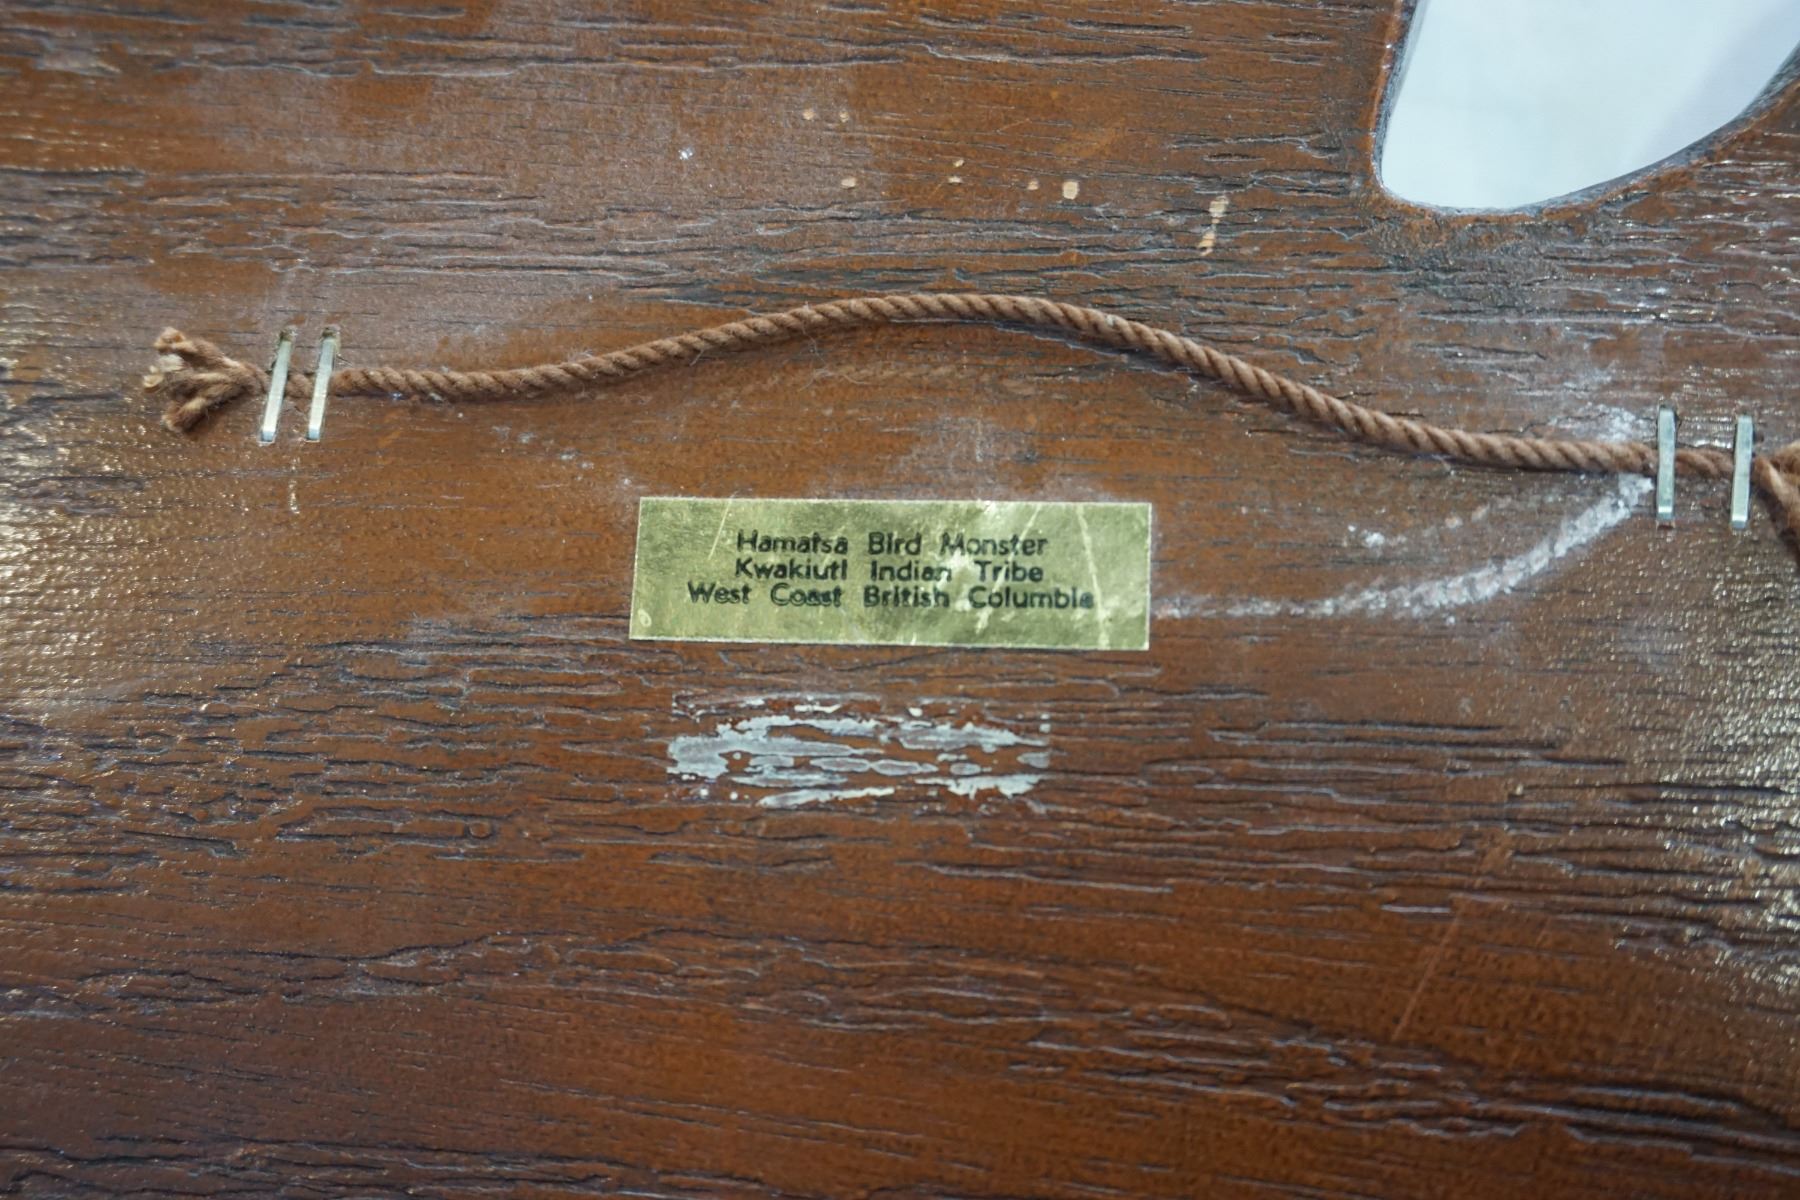 Hamatsa Bird Monster
Kwakiutl Indian Tribe
West Coast British Columbia